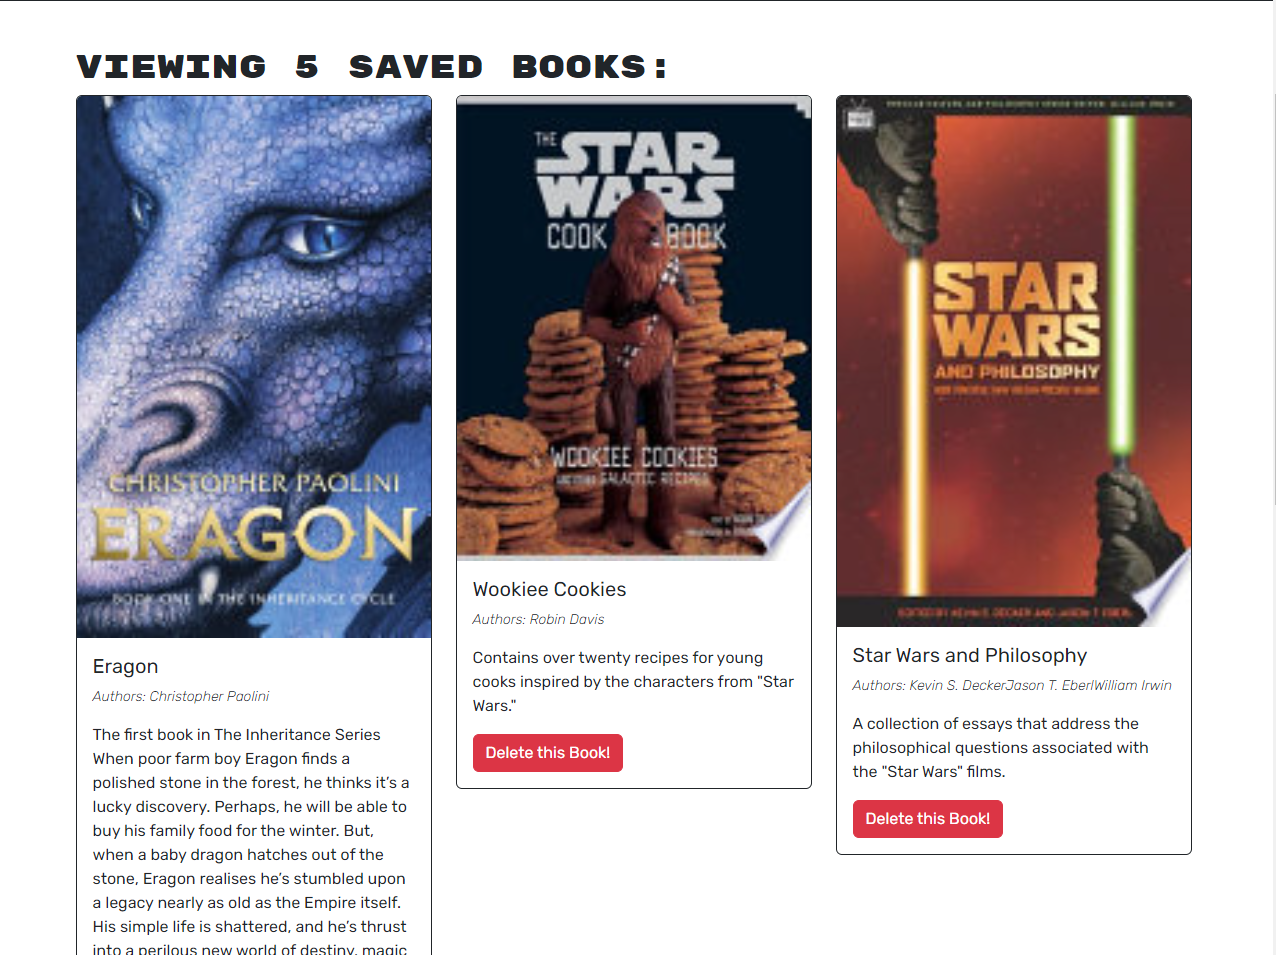 VIEWING 5 SAVED BOOKS:
CHRISTOPHER PAOLINI
ERAGON
BOOK ONE IN THE INHERITANCE CYCLE
Eragon
Authors: Christopher Paolini
The first book in The Inheritance Series
When poor farm boy Eragon finds a
polished stone in the forest, he thinks it’s a
lucky discovery. Perhaps, he will be able to
buy his family food for the winter. But,
when a baby dragon hatches out of the
stone, Eragon realises he’s stumbled upon
a legacy nearly as old as the Empire itself.
His simple life is shattered, and he’s thrust
into a perilous new world of destiny, magic
THE
STAR
WARS
COOK BOOK
WOOKIEE COOKIES
AND OTHER GALACTIC RECIPES
Wookiee Cookies
Authors: Robin Davis
Contains over twenty recipes for young
cooks inspired by the characters from "Star
Wars."
Delete this Book!
STAR
WARS
AND PHILOSOPHY
EDITED BY KEVIN S. DECKER AND JASON T. EBERL
Star Wars and Philosophy
Authors: Kevin S. DeckerJason T. EberlWilliam Irwin
A collection of essays that address the
philosophical questions associated with
the "Star Wars" films.
Delete this Book!